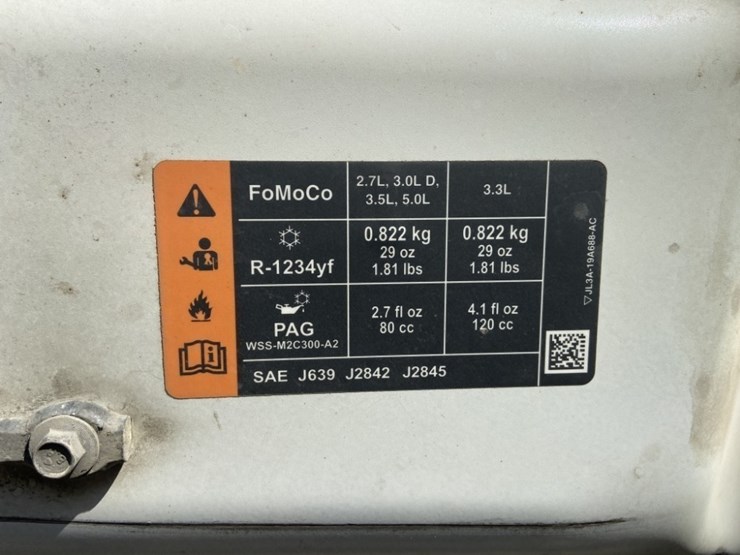 FoMoCo
2.7L, 3.0L D,
3.5L, 5.0L
3.3L
R-1234yf
0.822 kg
29 oz
1.81 lbs
0.822 kg
29 oz
1.81 lbs
PAG
WSS-M2C300-A2
2.7 fl oz
80 cc
4.1 fl oz
120 cc
SAE J639 J2842 J2845
JL3A-19A688-AC